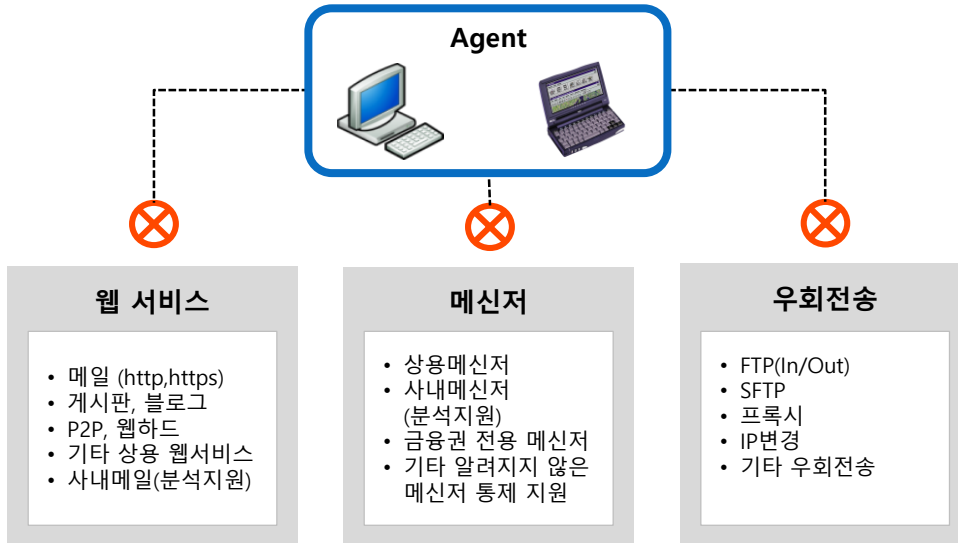 Agent
웹 서비스
• 메일 (http,https)
• 게시판, 블로그
• P2P, 웹하드
• 기타 상용 웹서비스
• 사내메일(분석지원)
메신저
• 상용메신저
• 사내메신저
(분석지원)
• 금융권 전용 메신저
• 기타 알려지지 않은
메신저 통제 지원
우회전송
• FTP(In/Out)
• SFTP
• 프록시
• IP변경
• 기타 우회전송